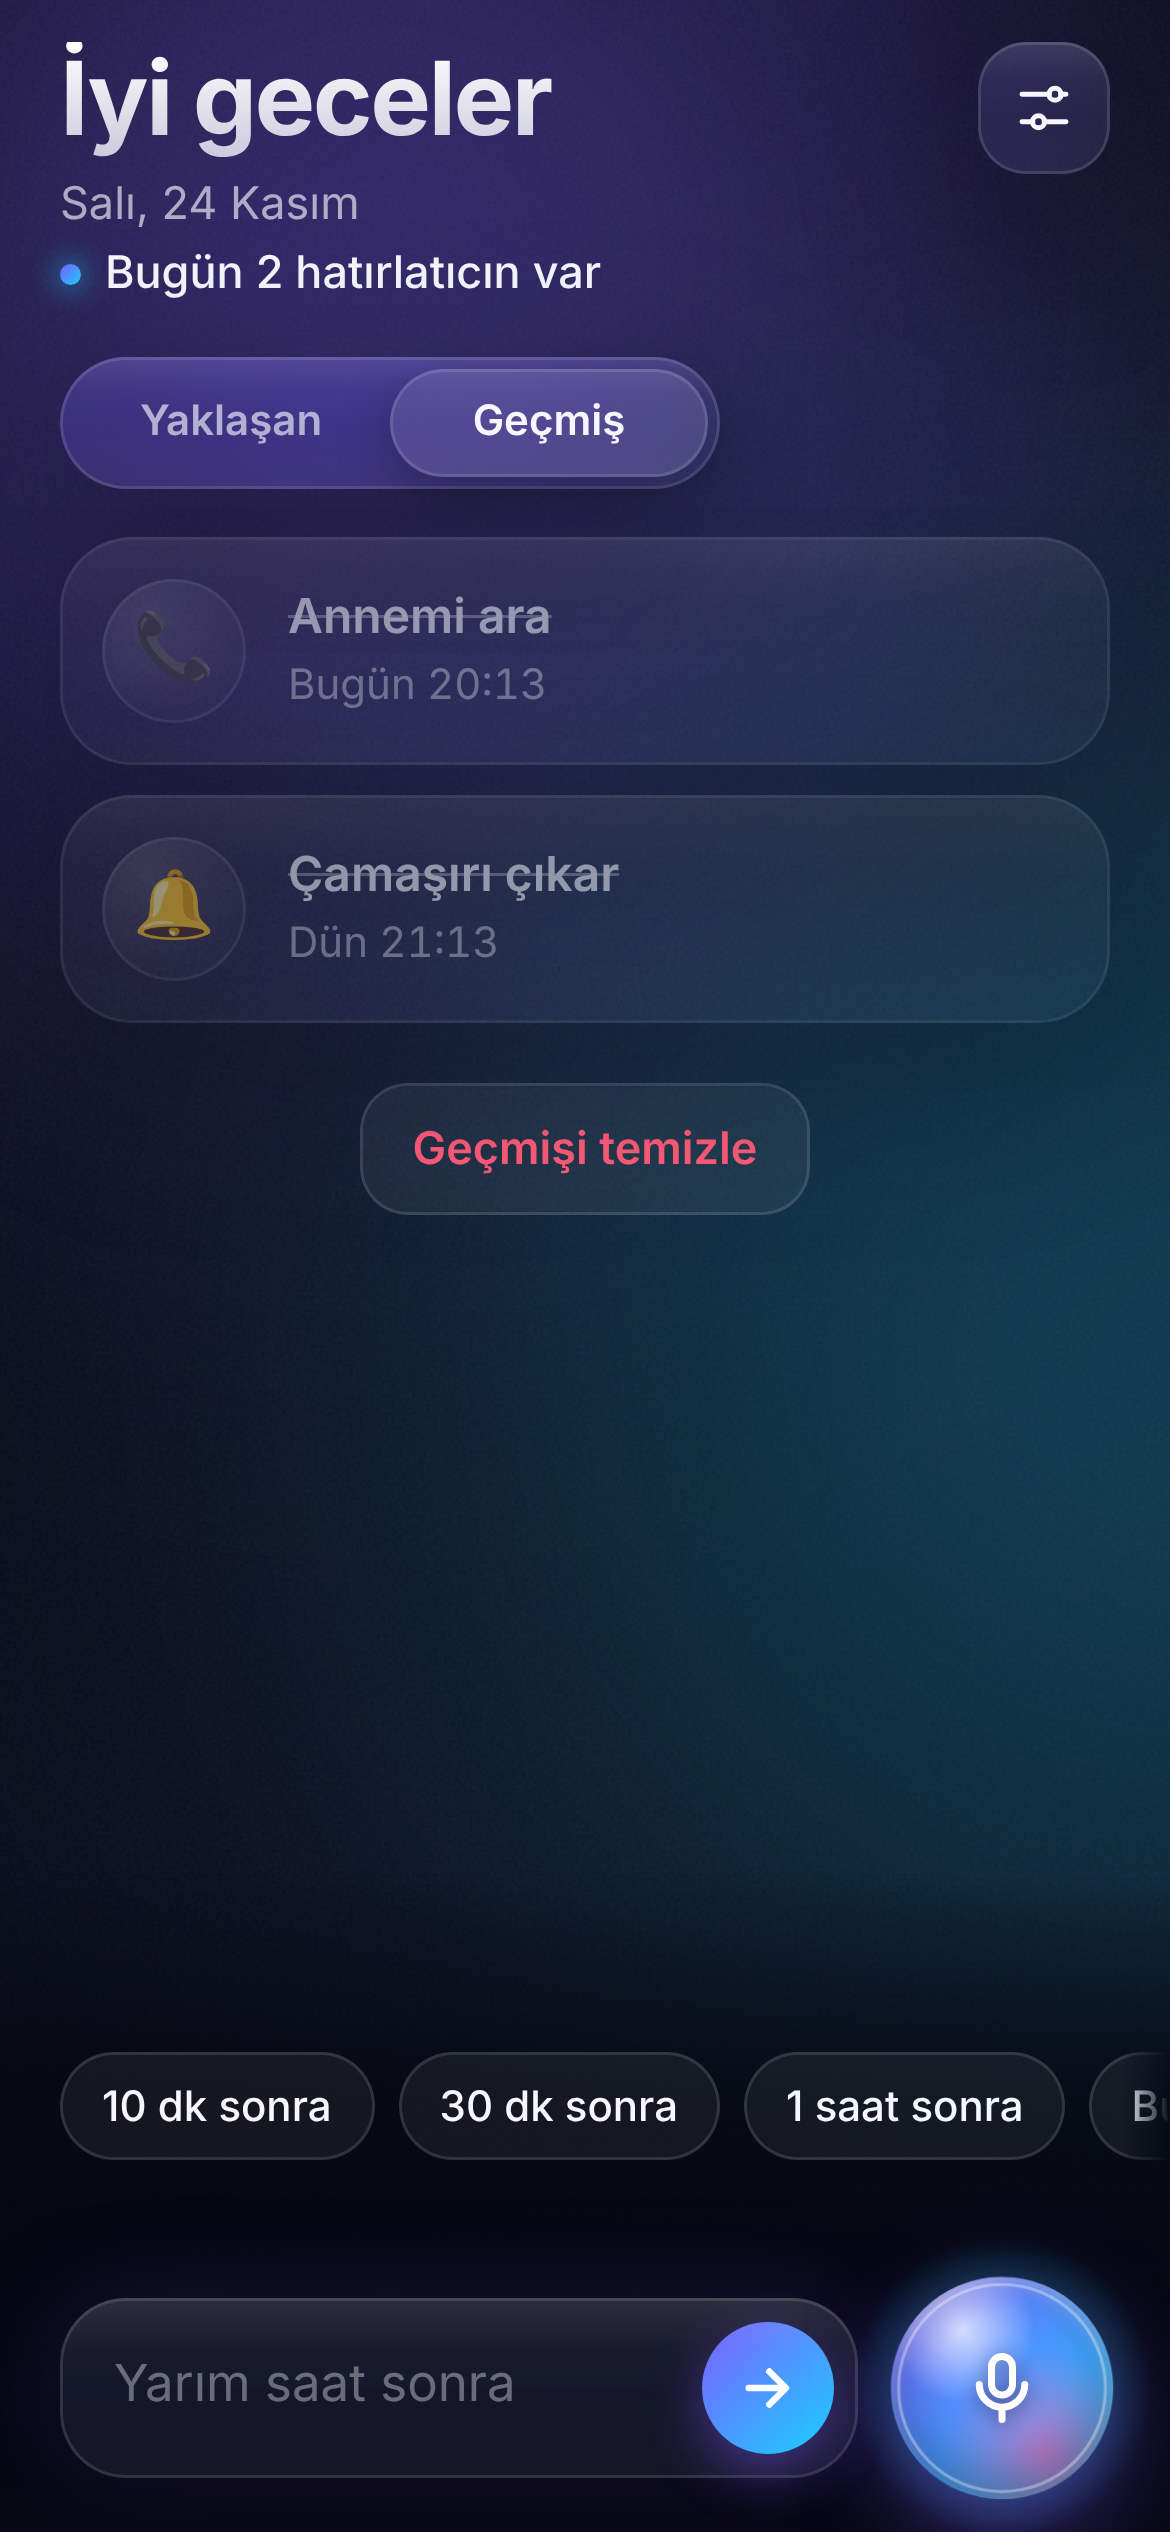 İyi geceler
Salı, 24 Kasım
Bugün 2 hatırlatıcın var
Yaklaşan
Geçmiş
Annemi ara
Bugün 20:13
Çamaşırı çıkar
Dün 21:13
Geçmişi temizle
10 dk sonra
30 dk sonra
1 saat sonra
Yarım saat sonra